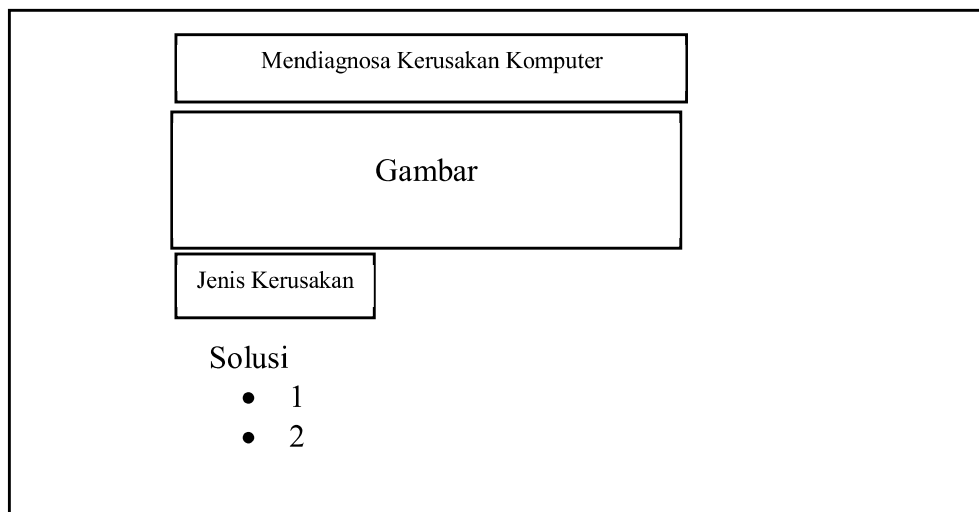 Mendiagnosa Kerusakan Komputer
Gambar
Jenis Kerusakan
Solusi
• 1
• 2